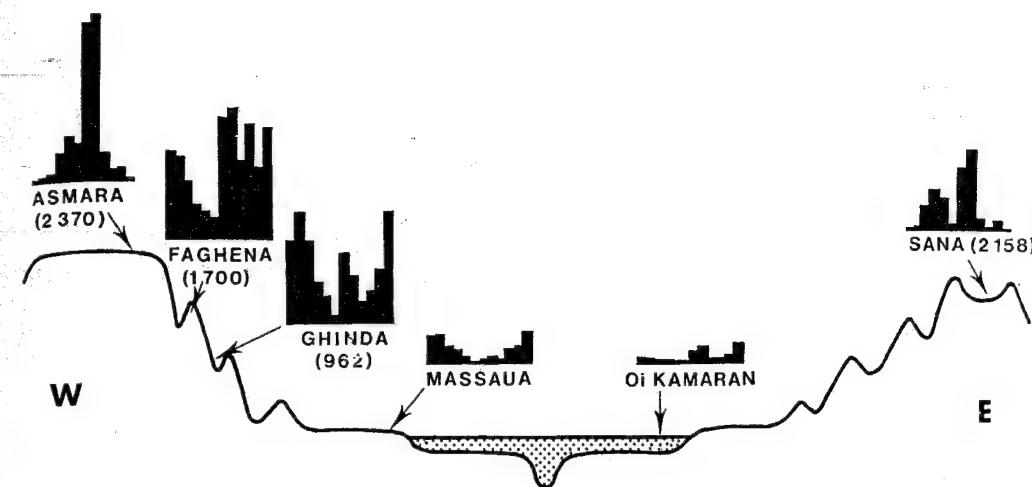 ASMARA
(2 370)
FAGHENA
(1 700)
GHINDA
(962)
MASSAUA
Oi KAMARAN
SANA (2 158)
W
E